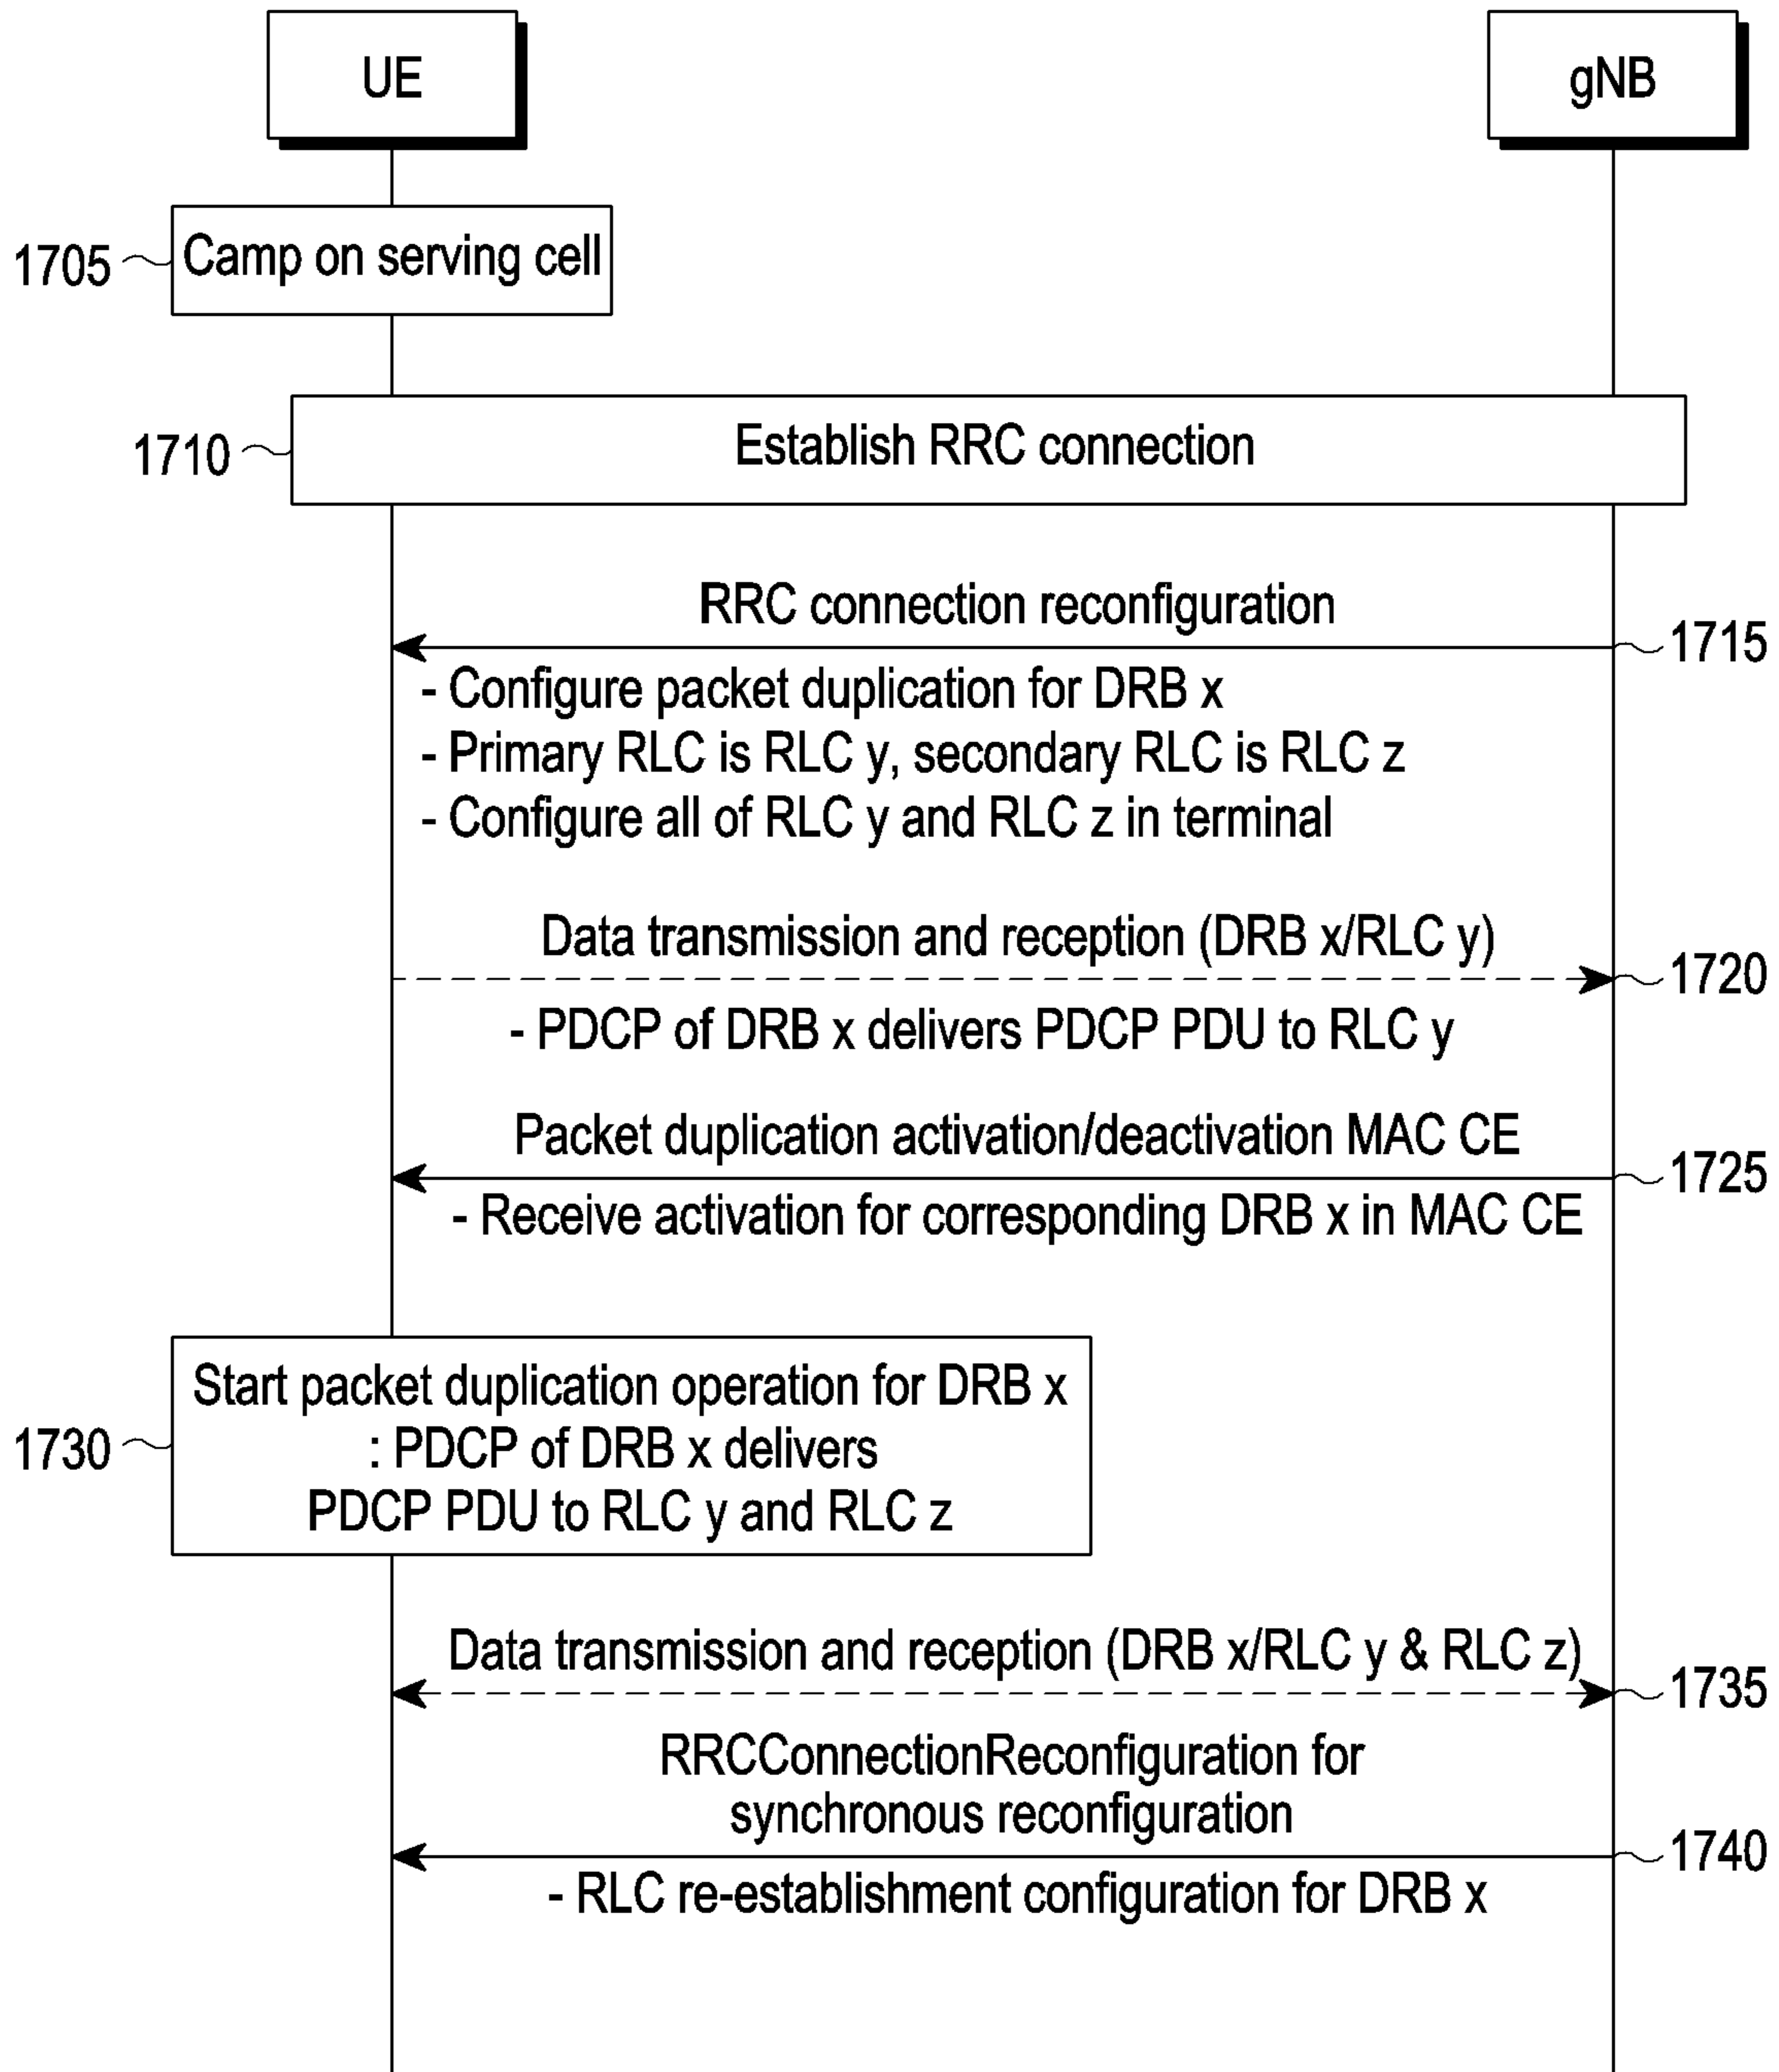 UE
gNB
1705
Camp on serving cell
1710
Establish RRC connection
RRC connection reconfiguration
1715
- Configure packet duplication for DRB x
- Primary RLC is RLC y, secondary RLC is RLC z
- Configure all of RLC y and RLC z in terminal
Data transmission and reception (DRB x/RLC y)
1720
- PDCP of DRB x delivers PDCP PDU to RLC y
Packet duplication activation/deactivation MAC CE
1725
- Receive activation for corresponding DRB x in MAC CE
Start packet duplication operation for DRB x
1730
: PDCP of DRB x delivers
PDCP PDU to RLC y and RLC z
Data transmission and reception (DRB x/RLC y & RLC z)
1735
RRCConnectionReconfiguration for
synchronous reconfiguration
1740
- RLC re-establishment configuration for DRB x